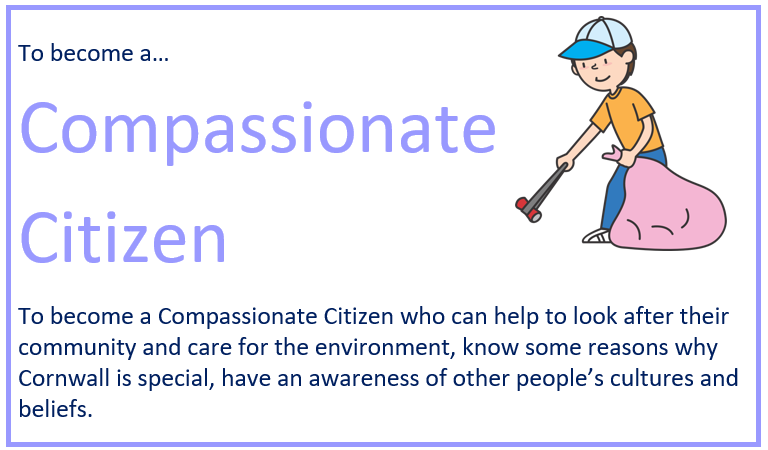 To become a…
Compassionate
Citizen
To become a Compassionate Citizen who can help to look after their
community and care for the environment, know some reasons why
Cornwall is special, have an awareness of other people’s cultures and
beliefs.